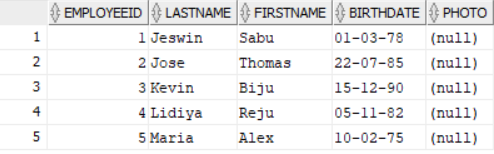 EMPLOYEEID LASTNAME FIRSTNAME BIRTHDATE PHOTO
1 1 Jeswin Sabu 01-03-78 (null)
2 2 Jose Thomas 22-07-85 (null)
3 3 Kevin Biju 15-12-90 (null)
4 4 Lidiya Reju 05-11-82 (null)
5 5 Maria Alex 10-02-75 (null)